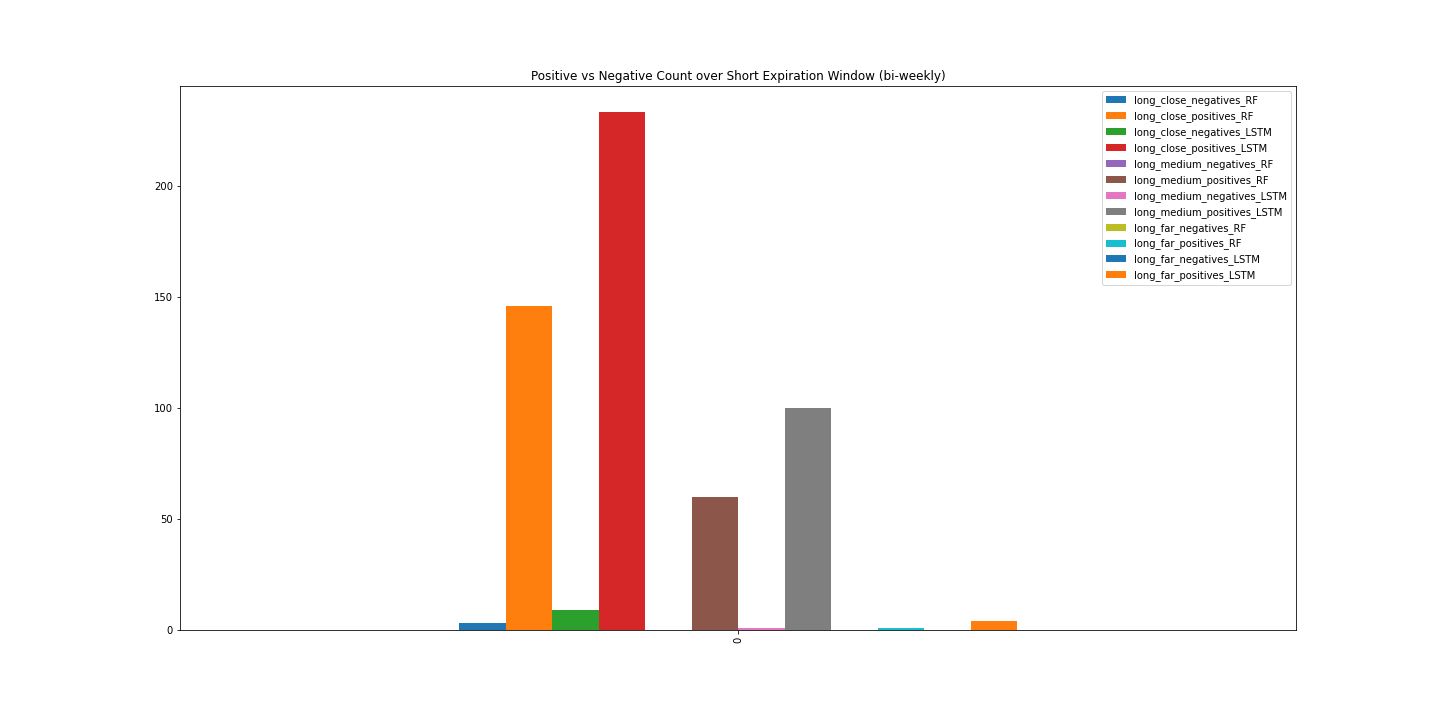 Positive vs Negative Count over Short Expiration Window (bi-weekly)
long_close_negatives_RF
long_close_positives_RF
long_close_negatives_LSTM
long_close_positives_LSTM
long_medium_negatives_RF
long_medium_positives_RF
long_medium_negatives_LSTM
long_medium_positives_LSTM
long_far_negatives_RF
long_far_positives_RF
long_far_negatives_LSTM
long_far_positives_LSTM
200
150
100
50
0
0